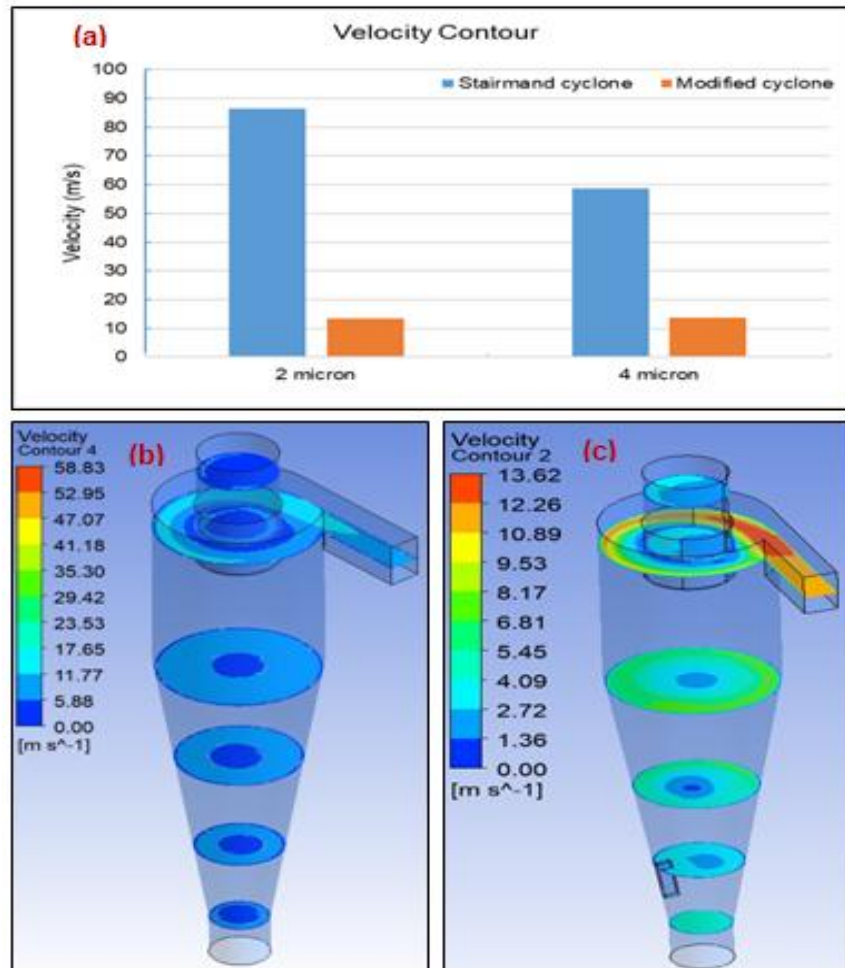 (a)
Velocity Contour
Stairmand cyclone
Modified cyclone
Velocity (m/s)
100
90
80
70
60
50
40
30
20
10
0
2 micron
4 micron
(b)
Velocity
Contour 4
58.83
52.95
47.07
41.18
35.30
29.42
23.53
17.65
11.77
5.88
0.00
[m s^-1]
(c)
Velocity
Contour 2
13.62
12.26
10.89
9.53
8.17
6.81
5.45
4.09
2.72
1.36
0.00
[m s^-1]